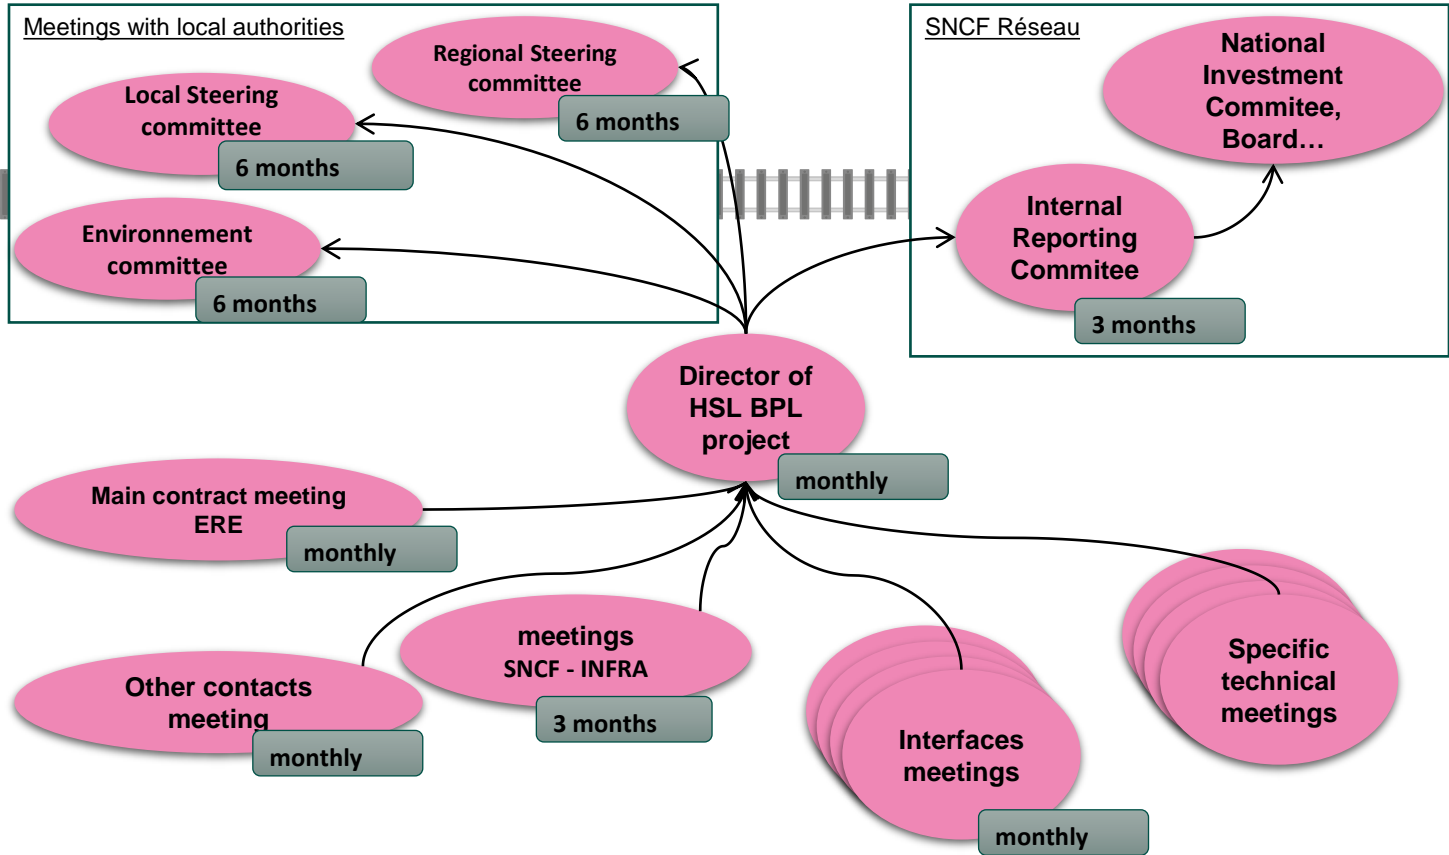 Meetings with local authorities
Regional Steering
committee
6 months
Local Steering
committee
6 months
Environnement
committee
6 months
SNCF Réseau
National
Investment
Commitee,
Board…
Internal
Reporting
Commitee
3 months
Director of
HSL BPL
project
monthly
Main contract meeting
ERE
monthly
Other contacts
meeting
monthly
meetings
SNCF - INFRA
3 months
Interfaces
meetings
monthly
Specific
technical
meetings